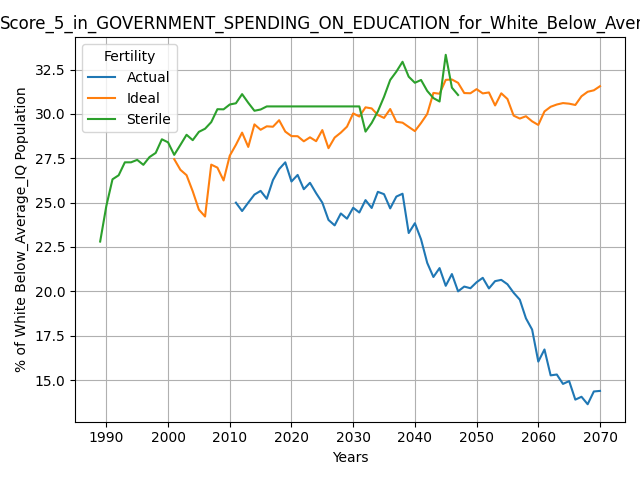 Score_5_in_GOVERNMENT_SPENDING_ON_EDUCATION_for_White_Below_Aver
Fertility
Actual
Ideal
Sterile
% of White Below_Average_IQ Population
32.5
30.0
27.5
25.0
22.5
20.0
17.5
15.0
1990 2000 2010 2020 2030 2040 2050 2060 2070
Years